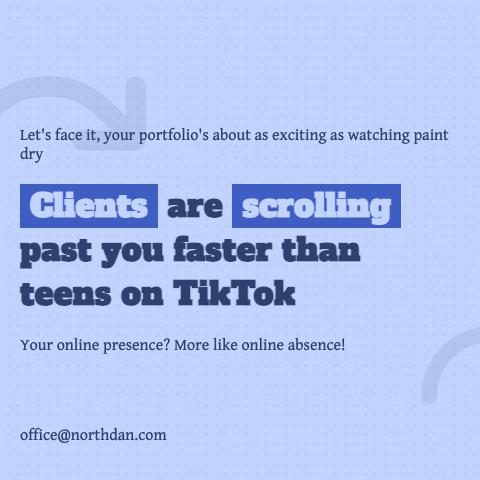 Let's face it, your portfolio's about as exciting as watching paint
dry
Clients are scrolling
past you faster than
teens on TikTok
Your online presence? More like online absence!
office@northdan.com